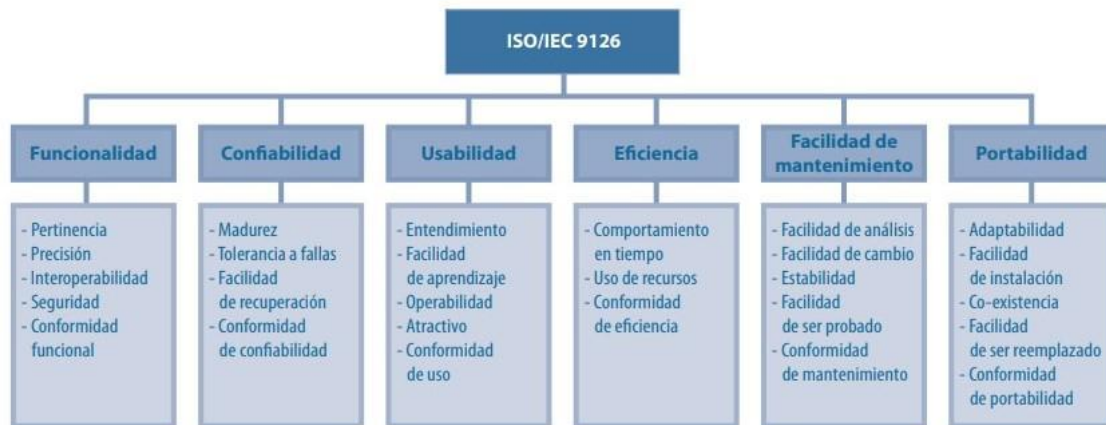 ISO/IEC 9126
Funcionalidad
- Pertinencia
- Precisión
- Interoperabilidad
- Seguridad
- Conformidad
funcional
Confiabilidad
- Madurez
- Tolerancia a fallas
- Facilidad
de recuperación
- Conformidad
de confiabilidad
Usabilidad
- Entendimiento
- Facilidad
de aprendizaje
- Operabilidad
- Atractivo
- Conformidad
de uso
Eficiencia
- Comportamiento
en tiempo
- Uso de recursos
- Conformidad
de eficiencia
Facilidad de
mantenimiento
- Facilidad de análisis
- Facilidad de cambio
- Estabilidad
- Facilidad
de ser probado
- Conformidad
de mantenimiento
Portabilidad
- Adaptabilidad
- Facilidad
de instalación
- Co-existencia
- Facilidad
de ser reemplazado
- Conformidad
de portabilidad